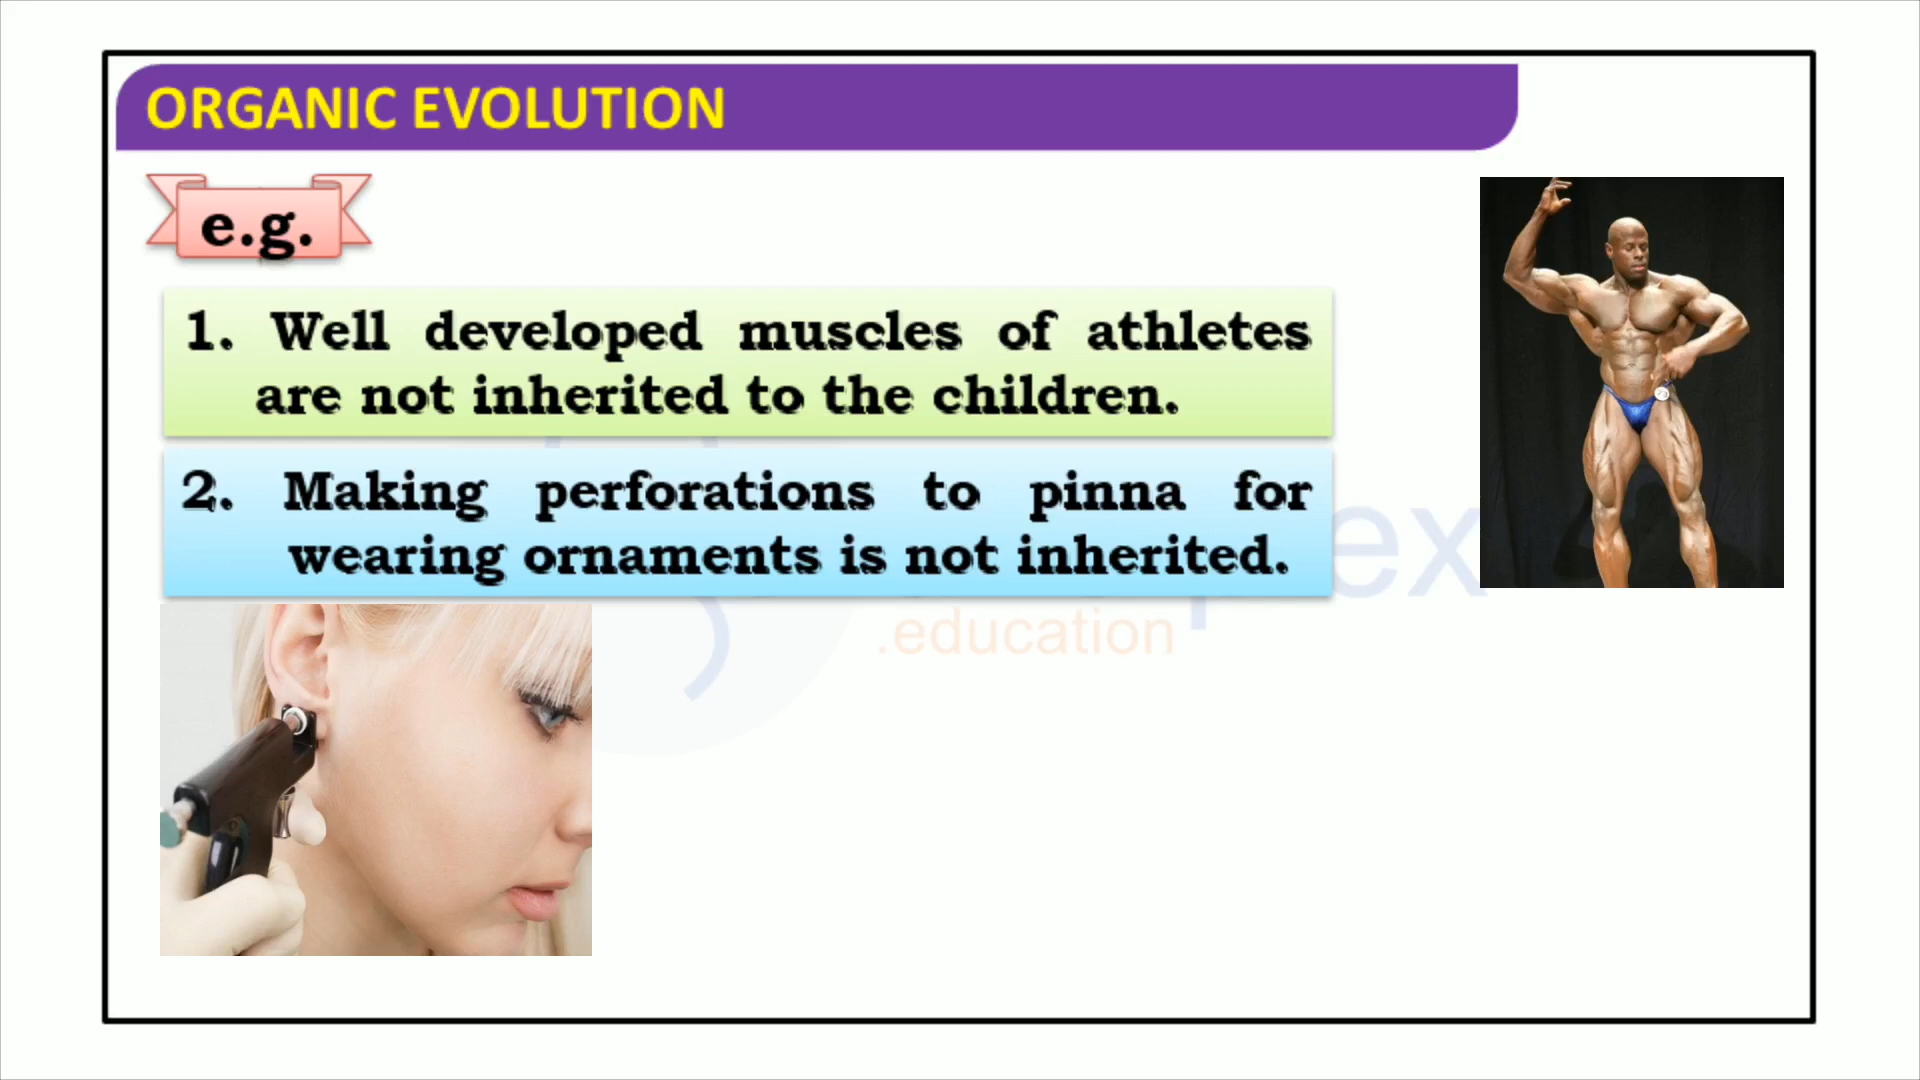 ORGANIC EVOLUTION
e.g.
1. Well developed muscles of athletes
are not inherited to the children.
2. Making perforations to pinna for
wearing ornaments is not inherited.
ex
.education